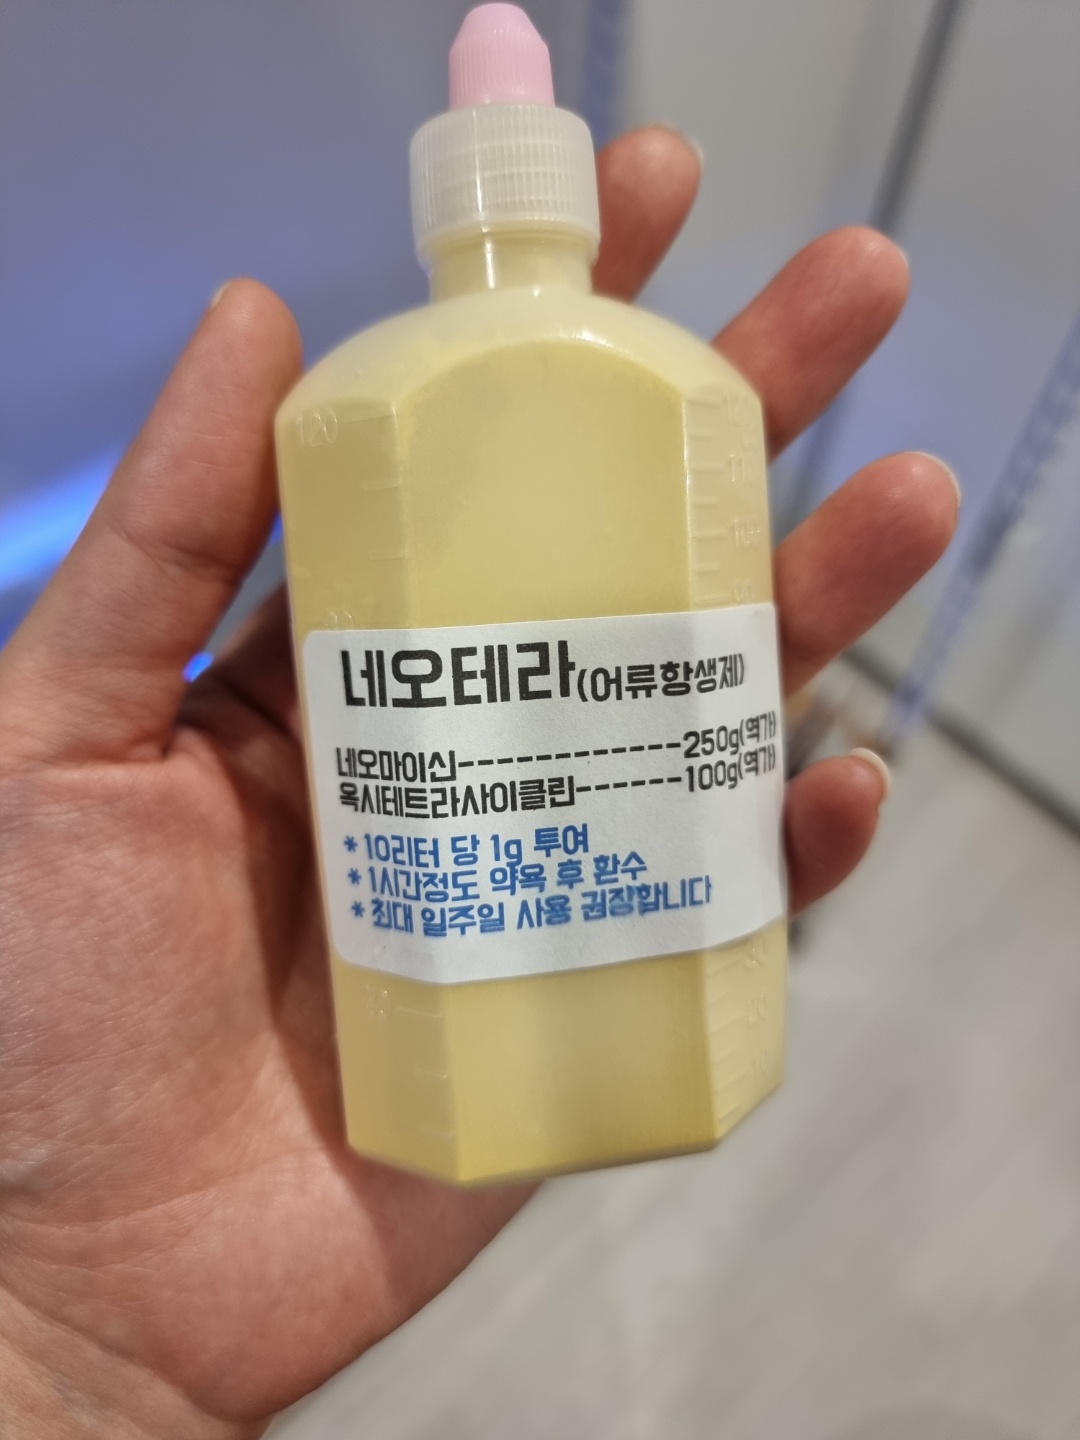 네오테라(어류항생제)
네오마이신-------------250g(역가)
옥시테트라사이클린------100g(역가)
*10리터 당 1g 투여
*1시간정도 약욕 후 환수
*최대 일주일 사용 권장합니다
120